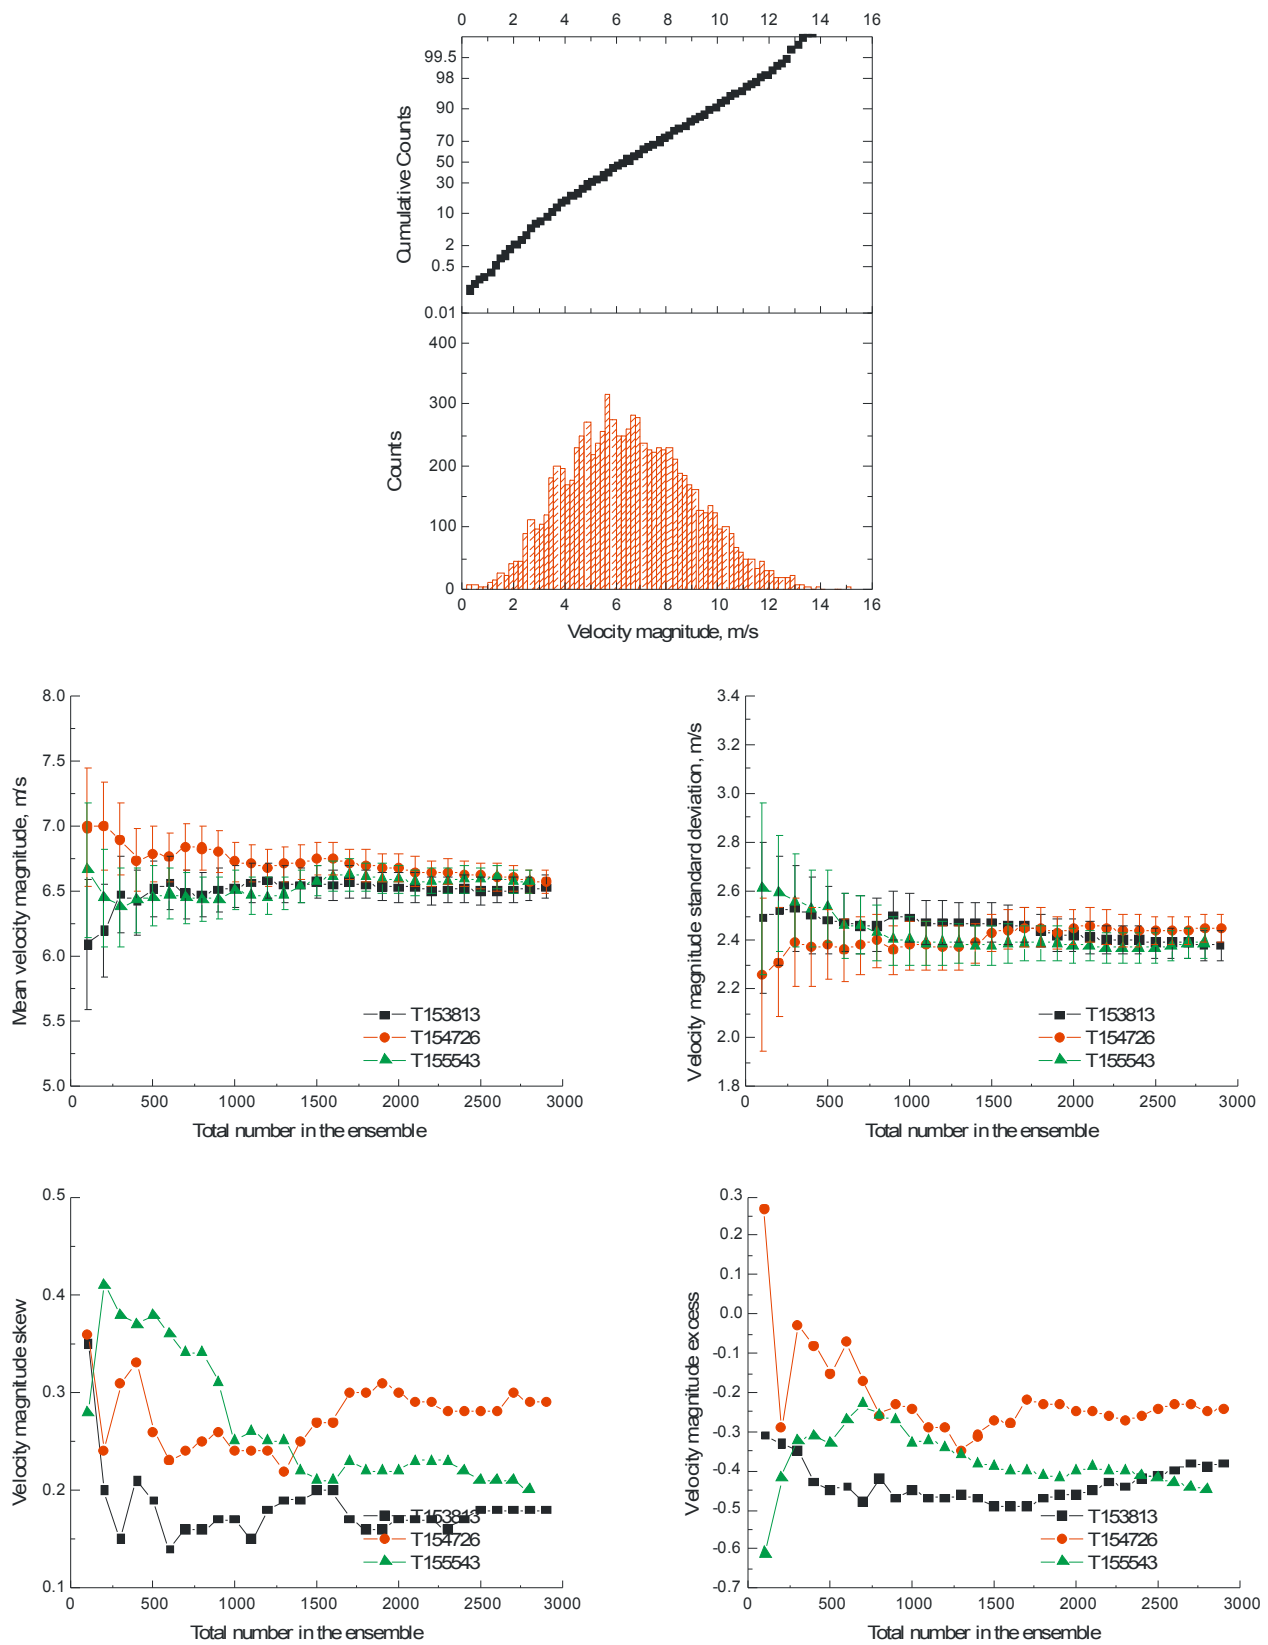 0 2 4 6 8 10 12 14 16
99.5
98
90
70
50
30
10
2
0.5
0.01
Cumulative Counts
400
300
200
100
0
Counts
0 2 4 6 8 10 12 14 16
Velocity magnitude, m/s
8.0
7.5
7.0
6.5
6.0
5.5
5.0
Mean velocity magnitude, m/s
T153813
T154726
T155543
0 500 1000 1500 2000 2500 3000
Total number in the ensemble
3.4
3.2
3.0
2.8
2.6
2.4
2.2
2.0
1.8
Velocity magnitude standard deviation, m/s
T153813
T154726
T155543
0 500 1000 1500 2000 2500 3000
Total number in the ensemble
0.5
0.4
0.3
0.2
0.1
Velocity magnitude skew
T153813
T154726
T155543
0 500 1000 1500 2000 2500 3000
Total number in the ensemble
0.3
0.2
0.1
0.0
-0.1
-0.2
-0.3
-0.4
-0.5
-0.6
-0.7
Velocity magnitude excess
T153813
T154726
T155543
0 500 1000 1500 2000 2500 3000
Total number in the ensemble